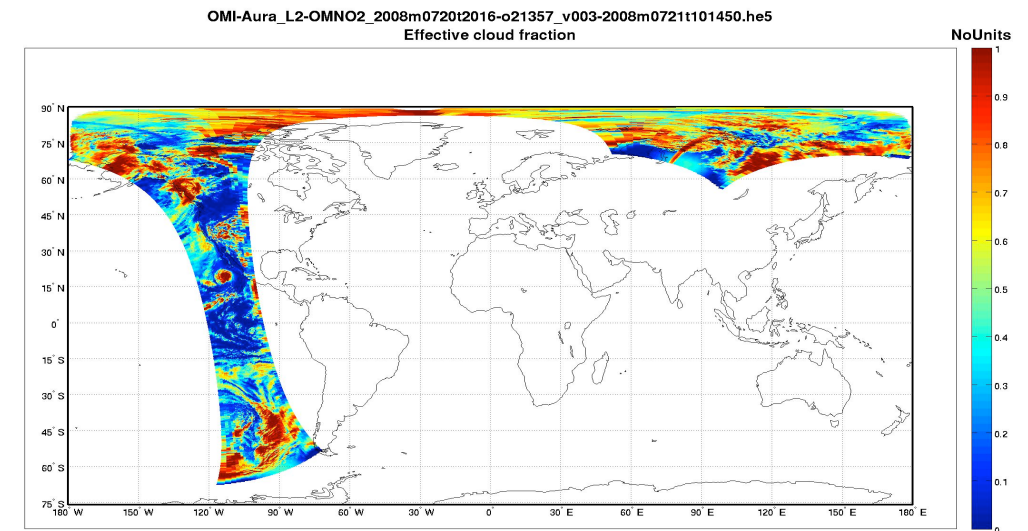 OMI-Aura_L2-OMNO2_2008m0720t2016-o21357_v003-2008m0721t101450.he5
Effective cloud fraction
NoUnits
1
0.9
0.8
0.7
0.6
0.5
0.4
0.3
0.2
0.1
0
90° N
75° N
60° N
45° N
30° N
15° N
0°
15° S
30° S
45° S
60° S
75° S
180° W
150° W
120° W
90° W
60° W
30° W
0°
30° E
60° E
90° E
120° E
150° E
180° E